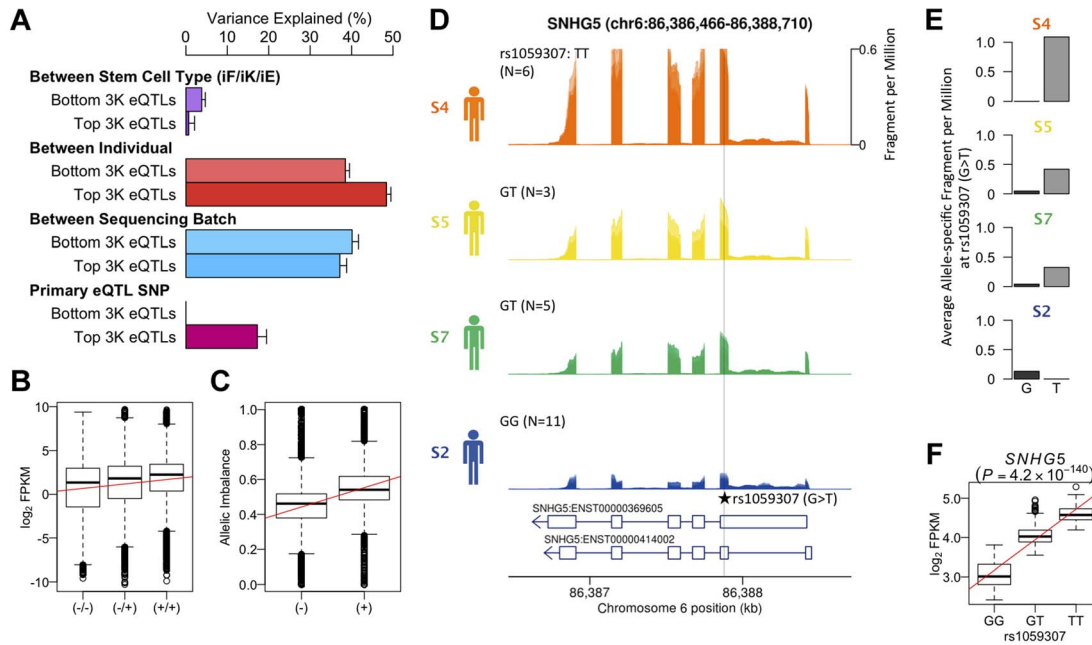 A
Variance Explained (%)
0 10 20 30 40 50
Between Stem Cell Type (iF/iK/iE)
Bottom 3K eQTLs
Top 3K eQTLs
Between Individual
Bottom 3K eQTLs
Top 3K eQTLs
Between Sequencing Batch
Bottom 3K eQTLs
Top 3K eQTLs
Primary eQTL SNP
Bottom 3K eQTLs
Top 3K eQTLs
B
log2 FPKM
10
5
0
-5
-10
(-/-) (-/+) (+/+)
C
Allelic Imbalance
1.0
0.8
0.6
0.4
0.2
0.0
(-) (+)
D
SNHG5 (chr6:86,386,466-86,388,710)
rs1059307: TT
(N=6)
0.6
0
Fragment per Million
S4
GT (N=3)
S5
GT (N=5)
S7
GG (N=11)
S2
★rs1059307 (G>T)
SNHG5:ENST00000369605
SNHG5:ENST00000414002
86,387 86,388
Chromosome 6 position (kb)
E
Average Allele-specific Fragment per Million
at rs1059307 (G>T)
S4
1.0
0.5
0
S5
1.0
0.5
0
S7
1.0
0.5
0
S2
1.0
0.5
0
G T
F
SNHG5
(P = 4.2 × 10−140)
log2 FPKM
5.0
4.0
3.0
GG GT TT
rs1059307